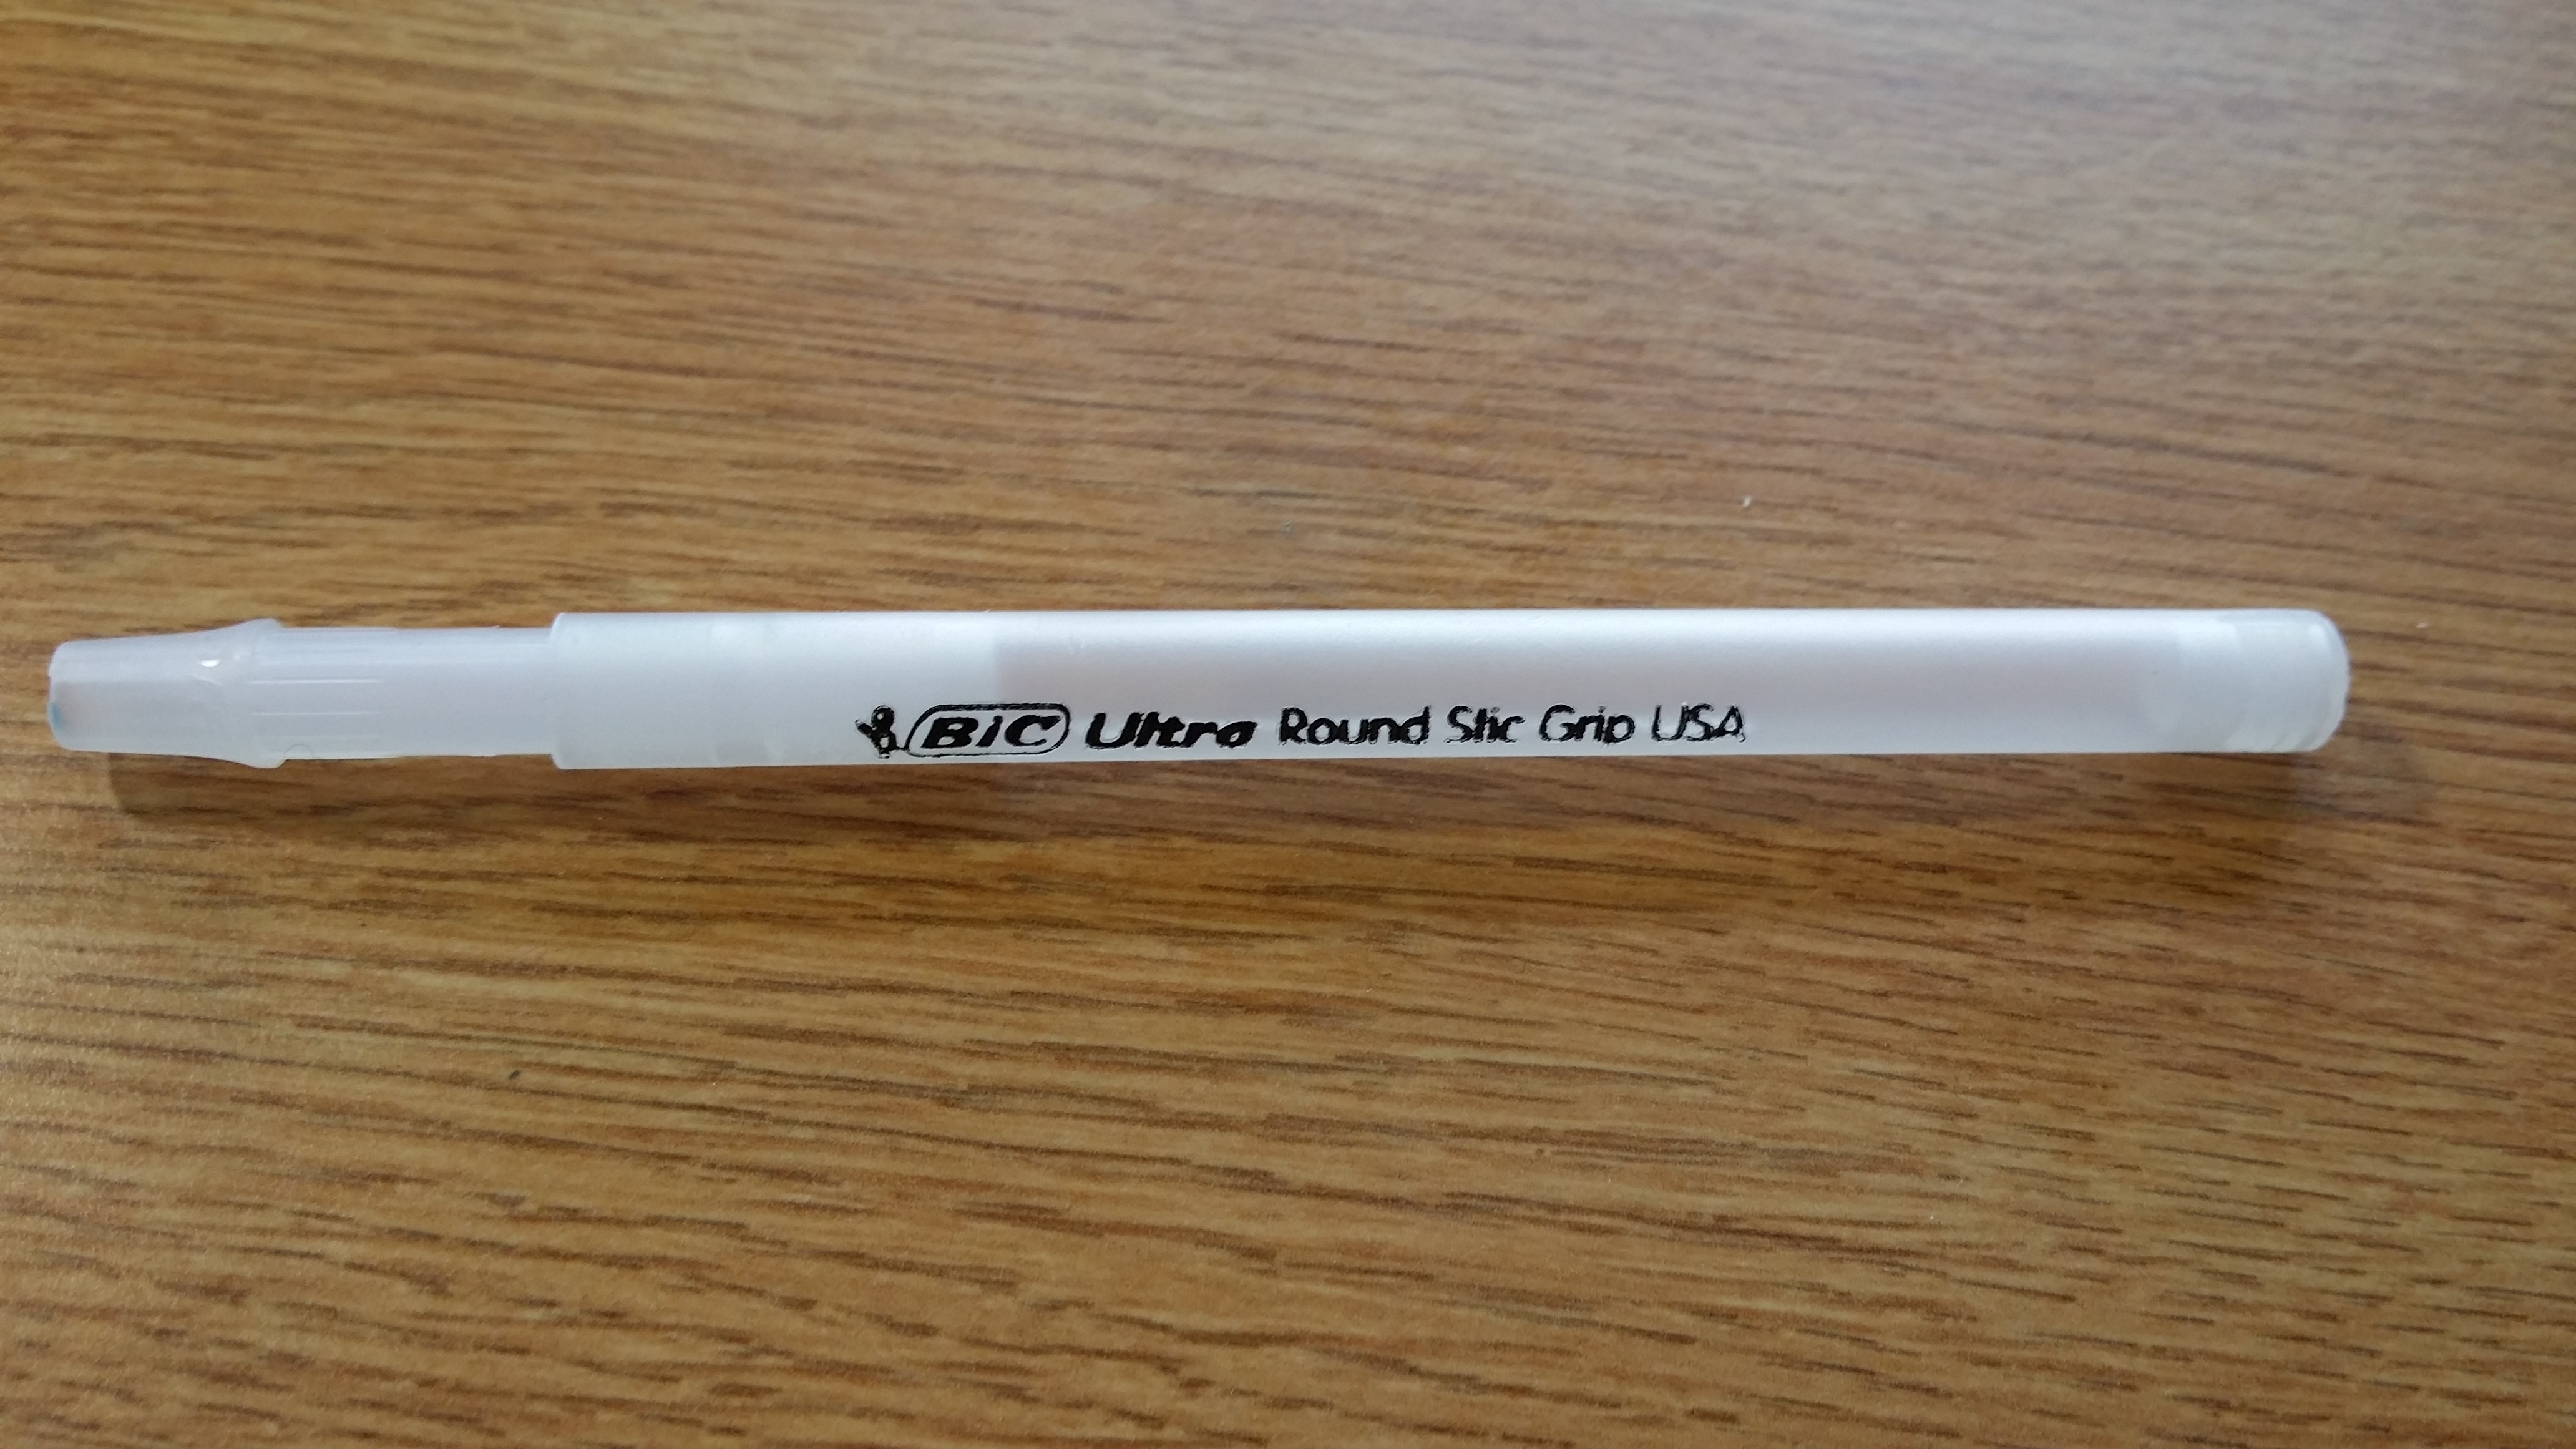 BiC Ultra Round Stic Grip USA